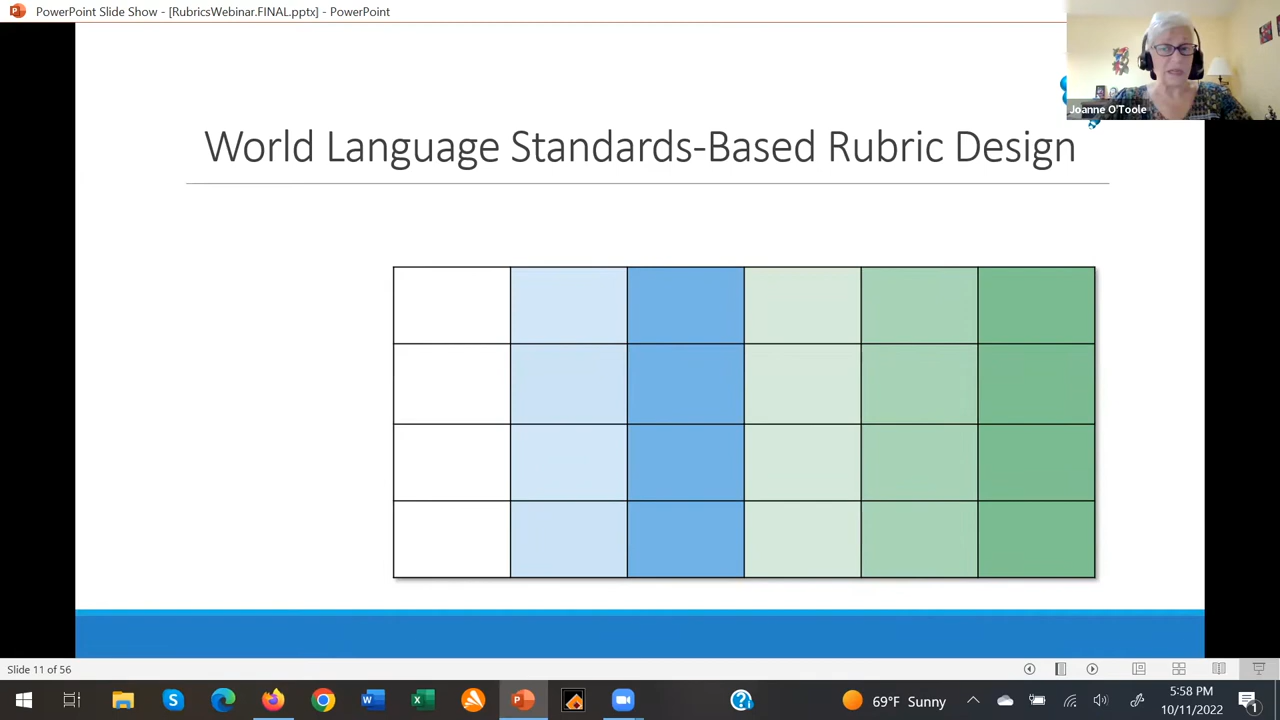 PowerPoint Slide Show - [RubricsWebinar.FINAL.pptx] - PowerPoint
Joanne O'Toole
World Language Standards-Based Rubric Design
Slide 11 of 56
69°F Sunny
5:58 PM
10/11/2022
1